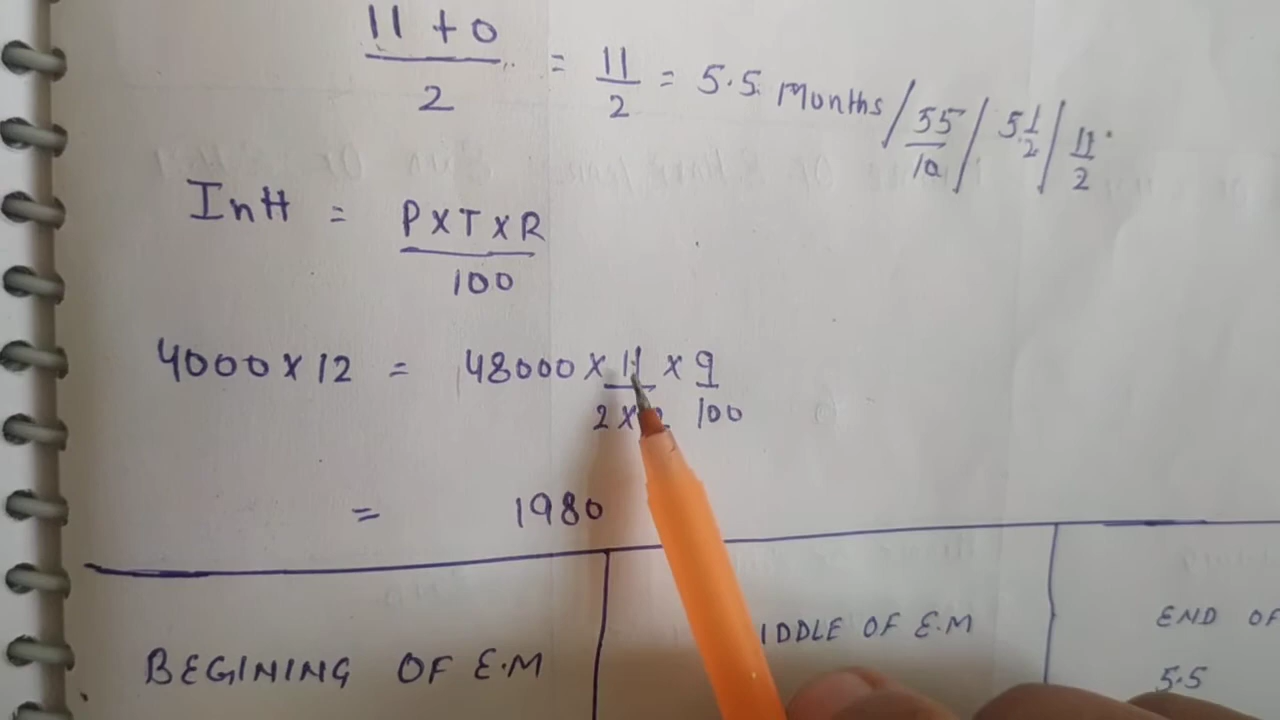 11 + 0 / 2 = 11 / 2 = 5.5 Months / 55/10 / 5 1/2 / 11/2
Intt = P x T x R / 100
4000 x 12 = 48000 x 11 / 2 x 12 x 9 / 100
= 1980
BEGINING OF E.M
IDDLE OF E.M
END OF
5.5